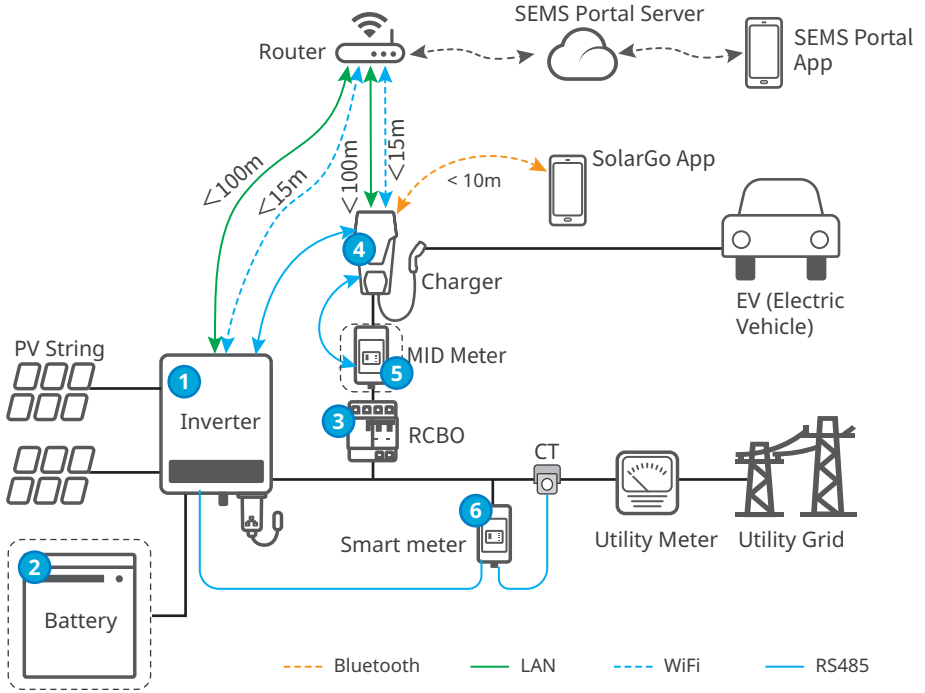 SEMS Portal Server
Router
SEMS Portal
App
<100m
<15m
<100m
<15m
SolarGo App
< 10m
4
Charger
EV (Electric
Vehicle)
PV String
MID Meter
1
5
Inverter
3
RCBO
CT
6
Smart meter
Utility Meter
Utility Grid
2
Battery
Bluetooth
LAN
WiFi
RS485